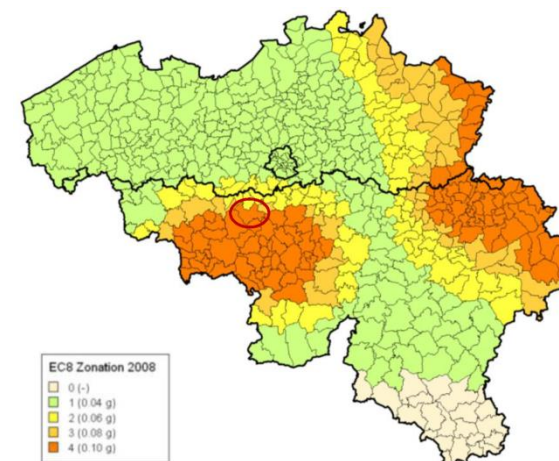 EC8 Zonation 2008
0 (-)
1 (0.04 g)
2 (0.06 g)
3 (0.08 g)
4 (0.10 g)